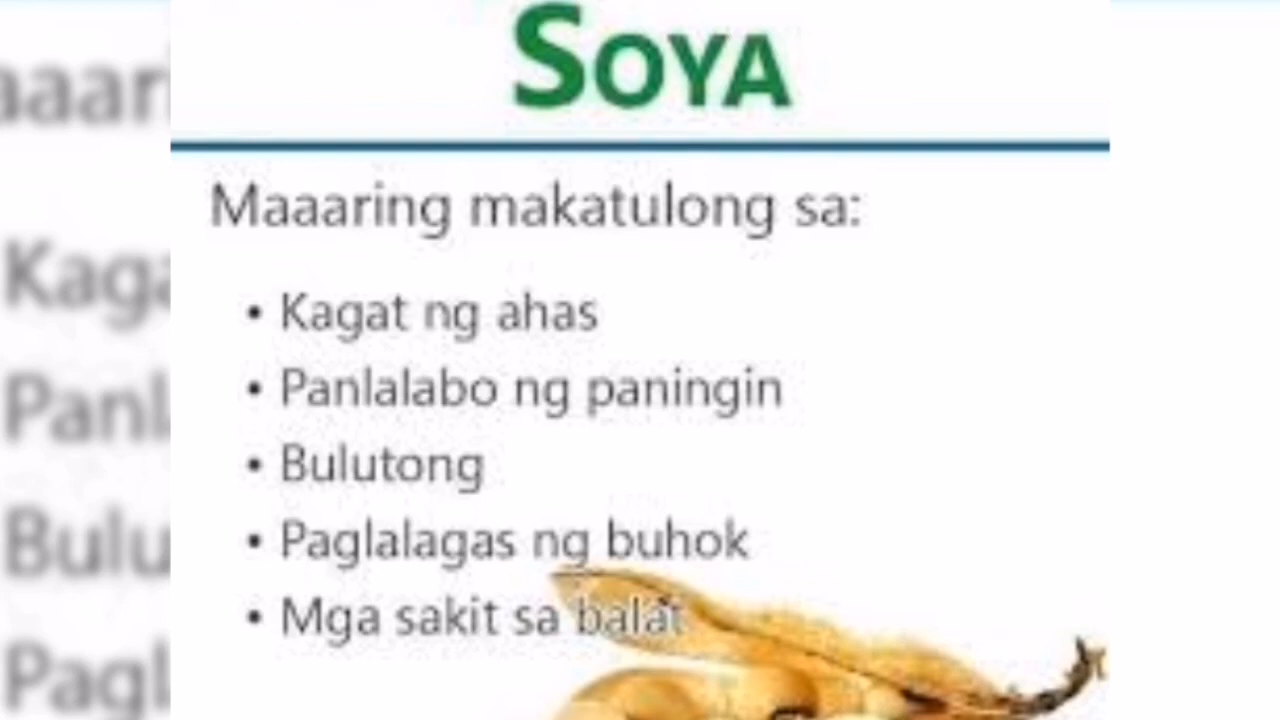 SOYA
Maaaring makatulong sa:
• Kagat ng ahas
• Panlalabo ng paningin
• Bulutong
• Paglalagas ng buhok
• Mga sakit sa balat